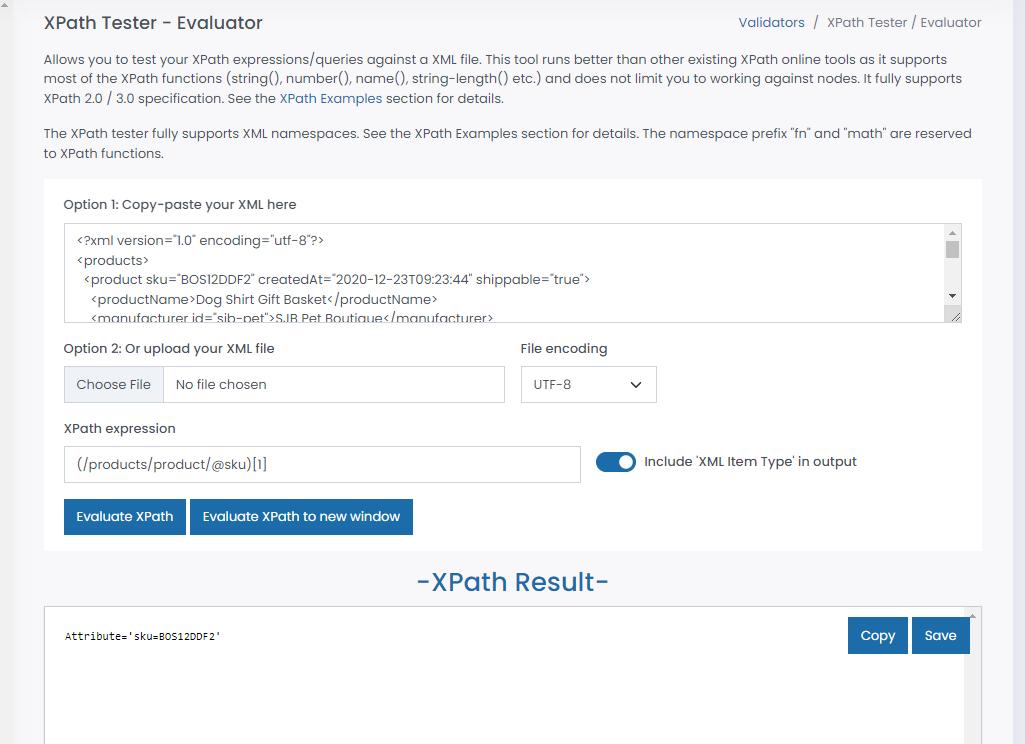 XPath Tester - Evaluator
Validators / XPath Tester / Evaluator
Allows you to test your XPath expressions/queries against a XML file. This tool runs better than other existing XPath online tools as it supports
most of the XPath functions (string(), number(), name(), string-length() etc.) and does not limit you to working against nodes. It fully supports
XPath 2.0 / 3.0 specification. See the XPath Examples section for details.
The XPath tester fully supports XML namespaces. See the XPath Examples section for details. The namespace prefix "fn" and "math" are reserved
to XPath functions.
Option 1: Copy-paste your XML here
<?xml version="1.0" encoding="utf-8"?>
<products>
<product sku="BOS12DDF2" createdAt="2020-12-23T09:23:44" shippable="true">
<productName>Dog Shirt Gift Basket</productName>
<manufacturer id="sjb-pet">SJB Pet Boutique</manufacturer>
Option 2: Or upload your XML file
File encoding
Choose File No file chosen
UTF-8
XPath expression
(/products/product/@sku)[1]
Include 'XML Item Type' in output
Evaluate XPath
Evaluate XPath to new window
-XPath Result-
Attribute='sku=BOS12DDF2'
Copy
Save